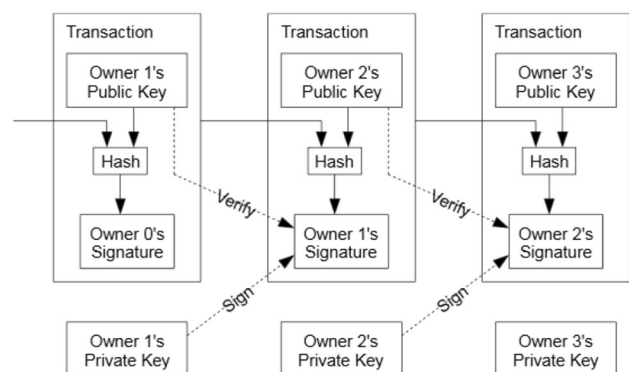 Transaction
Owner 1's
Public Key
Hash
Owner 0's
Signature
Transaction
Owner 2's
Public Key
Hash
Verify
Owner 1's
Signature
Transaction
Owner 3's
Public Key
Hash
Verify
Owner 2's
Signature
Owner 1's
Private Key
Sign
Owner 2's
Private Key
Sign
Owner 3's
Private Key